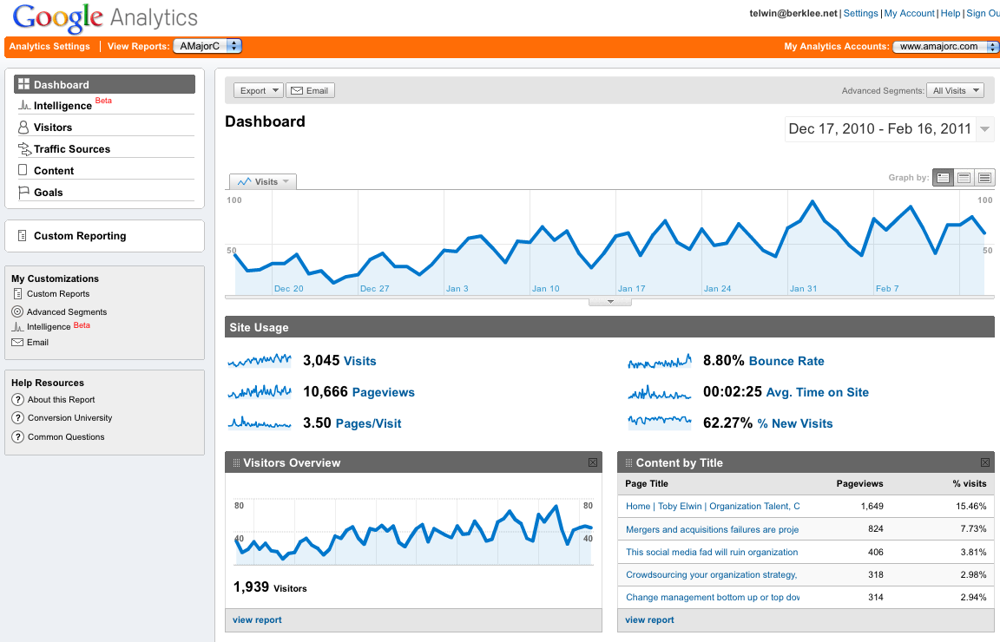 Google Analytics
telwin@berklee.net | Settings | My Account | Help | Sign Ou
Analytics Settings | View Reports: AMajorC
My Analytics Accounts: www.amajorc.com
Dashboard
Intelligence Beta
Visitors
Traffic Sources
Content
Goals
Custom Reporting
My Customizations
Custom Reports
Advanced Segments
Intelligence Beta
Email
Help Resources
About this Report
Conversion University
Common Questions
Export Email
Advanced Segments: All Visits
Dashboard
Dec 17, 2010 - Feb 16, 2011
Visits
Graph by:
100 100
50 50
Dec 20 Dec 27 Jan 3 Jan 10 Jan 17 Jan 24 Jan 31 Feb 7
Site Usage
3,045 Visits
10,666 Pageviews
3.50 Pages/Visit
8.80% Bounce Rate
00:02:25 Avg. Time on Site
62.27% % New Visits
Visitors Overview
80 80
40 40
1,939 Visitors
view report
Content by Title
Page Title Pageviews % visits
Home | Toby Elwin | Organization Talent, C 1,649 15.46%
Mergers and acquisitions failures are proje 824 7.73%
This social media fad will ruin organization 406 3.81%
Crowdsourcing your organization strategy, 318 2.98%
Change management bottom up or top dow 314 2.94%
view report